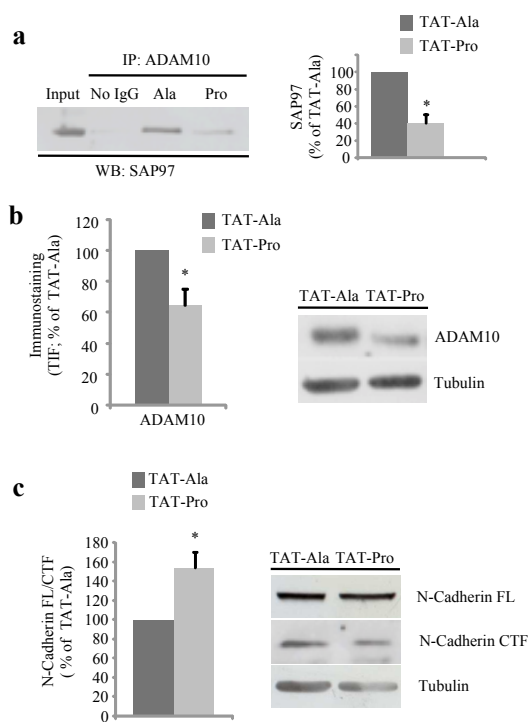 a
IP: ADAM10
Input No IgG Ala Pro
WB: SAP97
TAT-Ala
TAT-Pro
SAP97
(% of TAT-Ala)
100
80
60
40
20
0
*
b
TAT-Ala
TAT-Pro
Immunostaining
(TIF; % of TAT-Ala)
120
100
80
60
40
20
0
*
ADAM10
TAT-Ala TAT-Pro
ADAM10
Tubulin
c
TAT-Ala
TAT-Pro
N-Cadherin FL/CTF
( % of TAT-Ala)
180
160
140
120
100
80
60
40
20
0
*
TAT-Ala TAT-Pro
N-Cadherin FL
N-Cadherin CTF
Tubulin